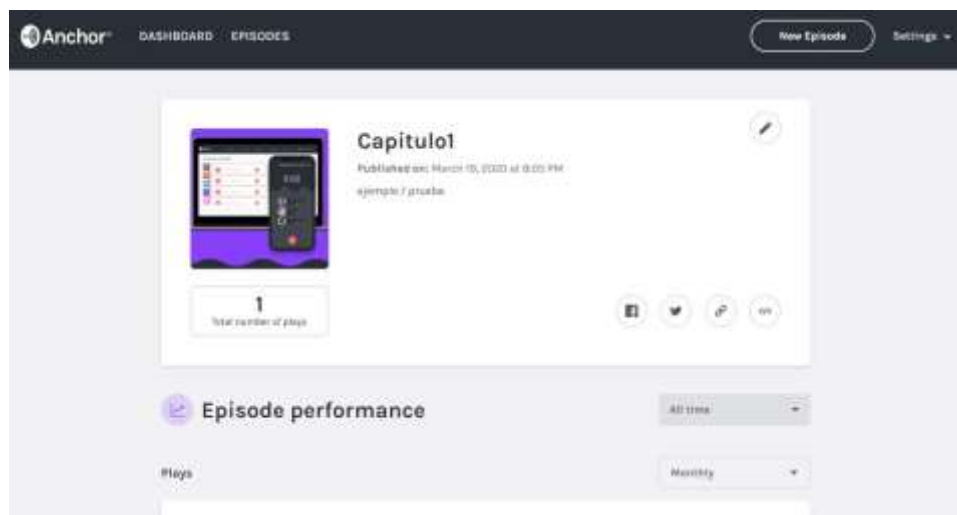 Anchor
DASHBOARD EPISODES
New Episode
Settings
Capitulo1
Published on: March 19, 2020 at 8:05 PM
ejemplo / prueba
1
Total number of plays
Episode performance
All time
Plays
Monthly